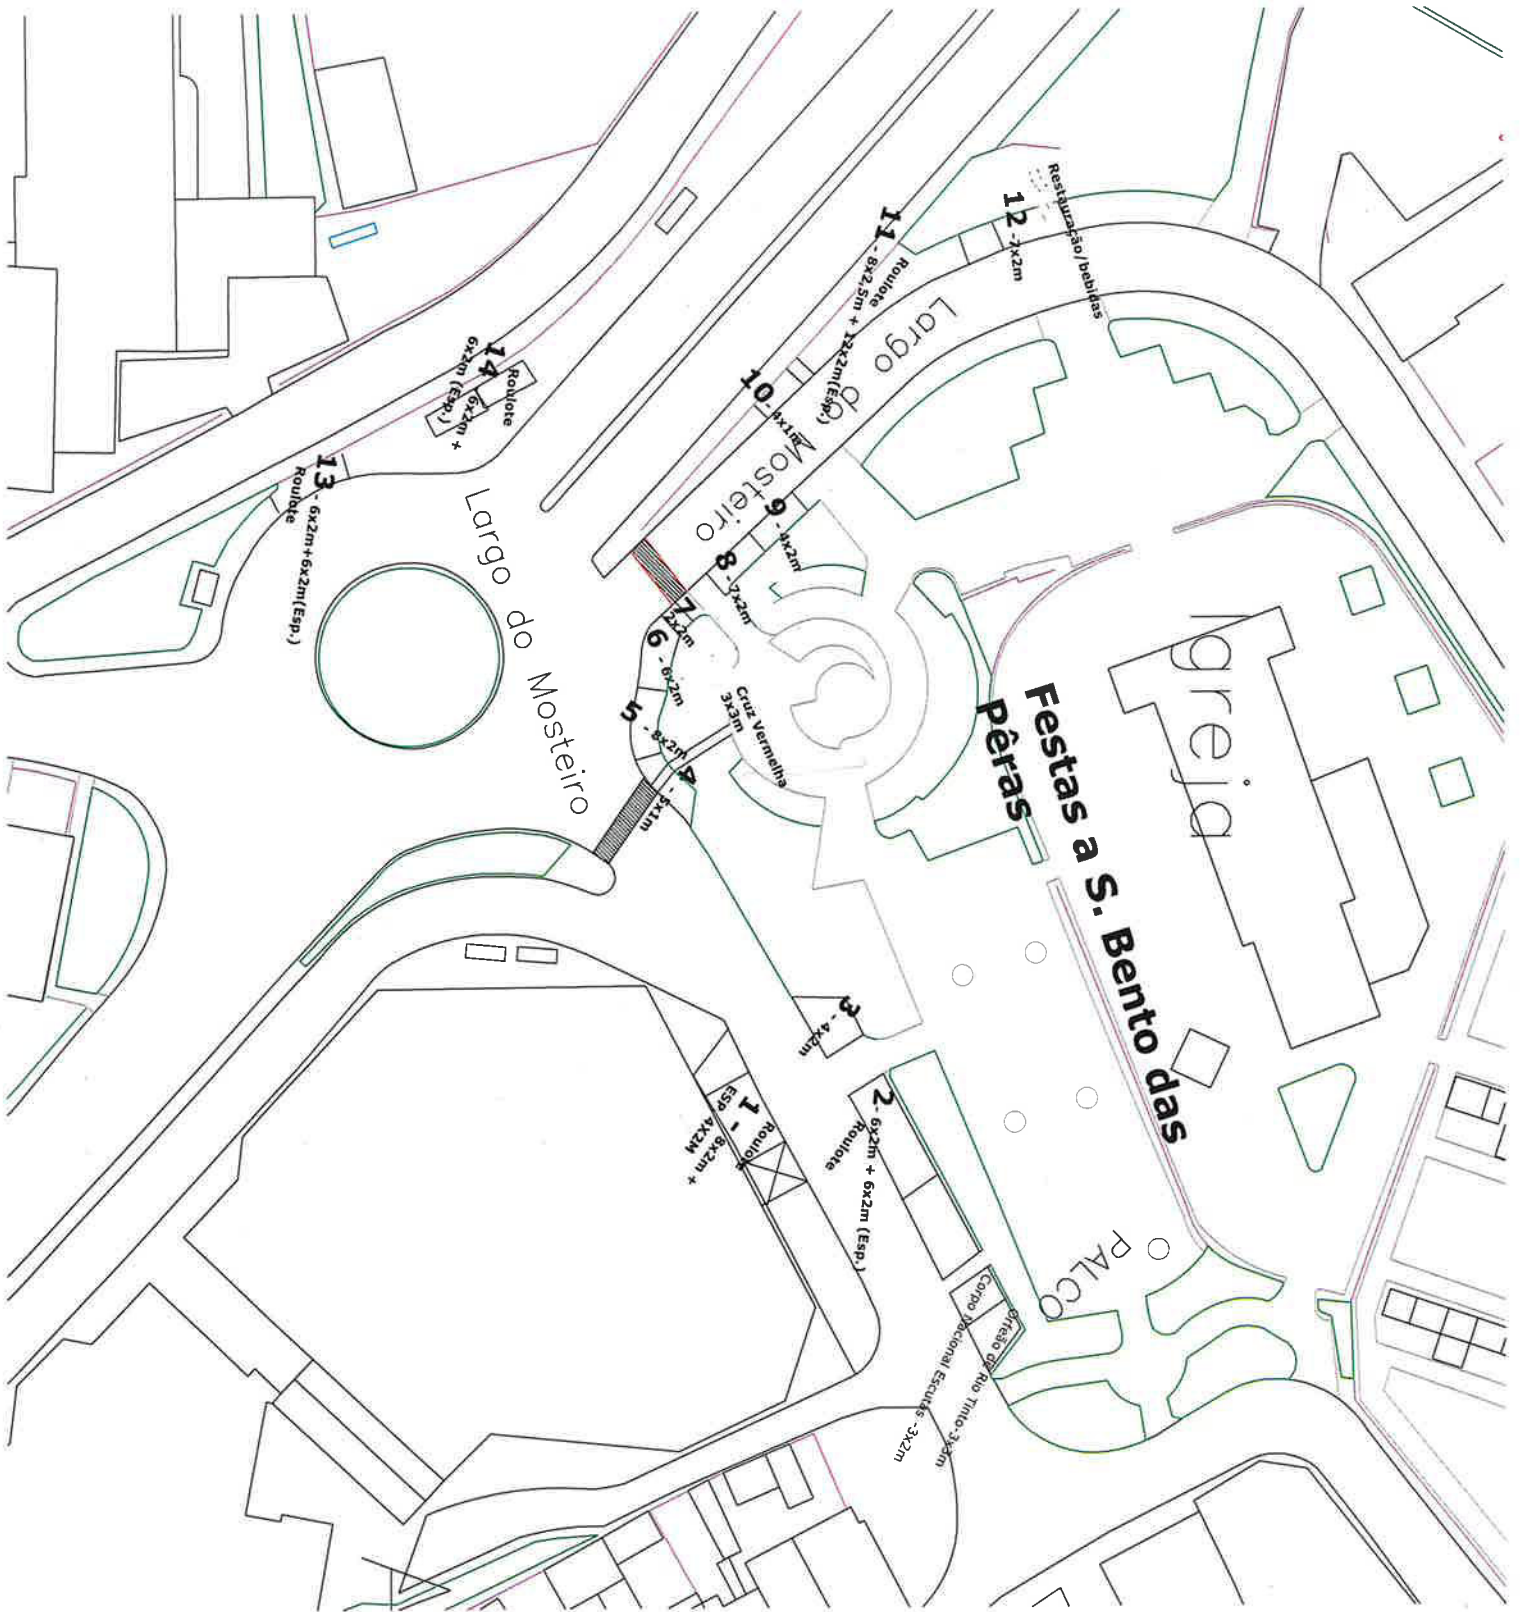 Festas a S. Bento das
Pêras
Igreja
PALCO
Largo do Mosteiro
Largo do Mosteiro
1 - 8x2m +
ESP 4X2M
Roulote
2 - 6x2m + 6x2m (Esp.)
Roulote
3 - 4x2m
4 - 5x1m
5 - 8x2m
6 - 6x2m
7 2x2m
8 - 7x2m
9 - 4x2m
10 - 4x1m
11 - 8x2,5m + 12x2m(Esp.)
Roulote
12 - 7x2m
Restauração/bebidas
13 - 6x2m+6x2m(Esp.)
Roulote
14 6x2m +
6x2m (Esp.)
Roulote
Cruz Vermelha
3x3m
Corpo Nacional Escutas -3x2m
Orfeão de Rio Tinto-3x3m